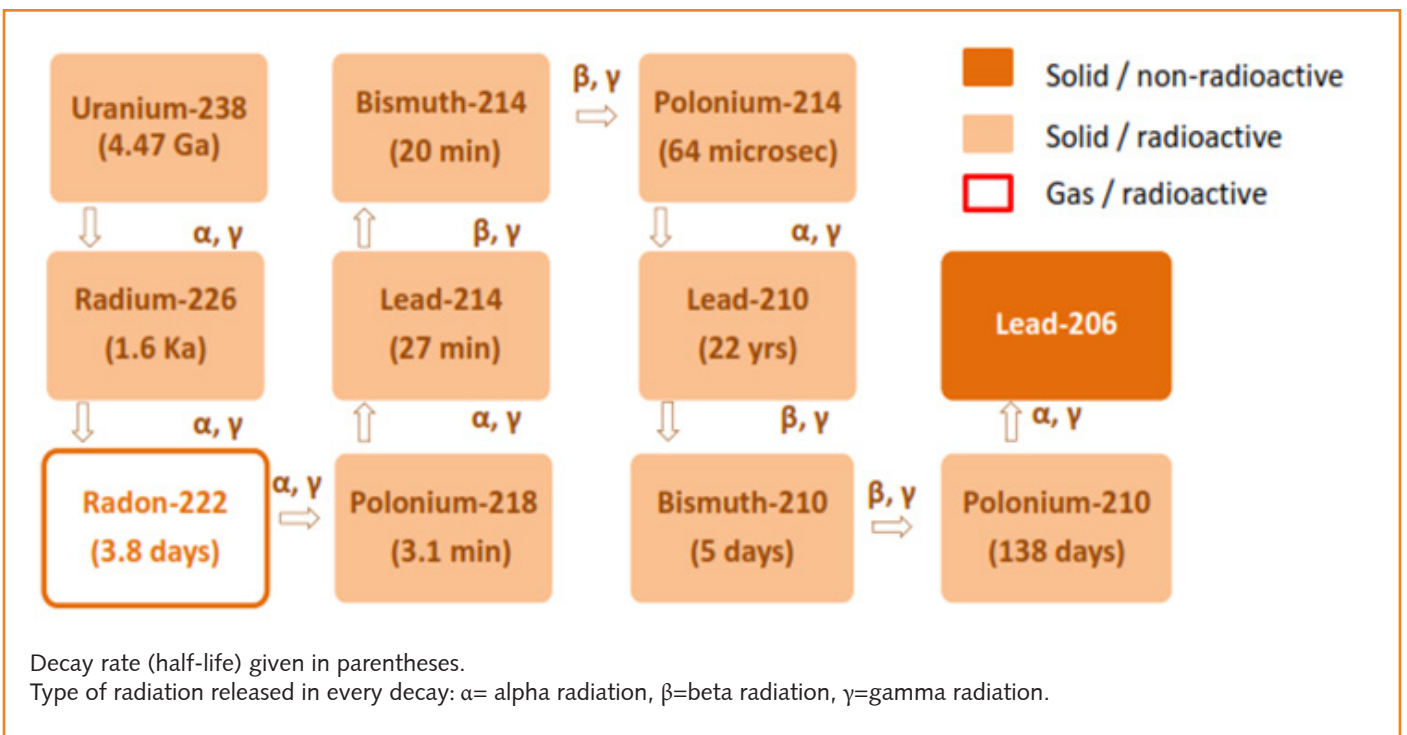 Uranium-238
(4.47 Ga)
α, γ
Radium-226
(1.6 Ka)
α, γ
Radon-222
(3.8 days)
α, γ
Polonium-218
(3.1 min)
α, γ
Lead-214
(27 min)
β, γ
Bismuth-214
(20 min)
β, γ
Polonium-214
(64 microsec)
α, γ
Lead-210
(22 yrs)
β, γ
Bismuth-210
(5 days)
β, γ
Polonium-210
(138 days)
α, γ
Lead-206
Solid / non-radioactive
Solid / radioactive
Gas / radioactive
Decay rate (half-life) given in parentheses.
Type of radiation released in every decay: α= alpha radiation, β=beta radiation, γ=gamma radiation.